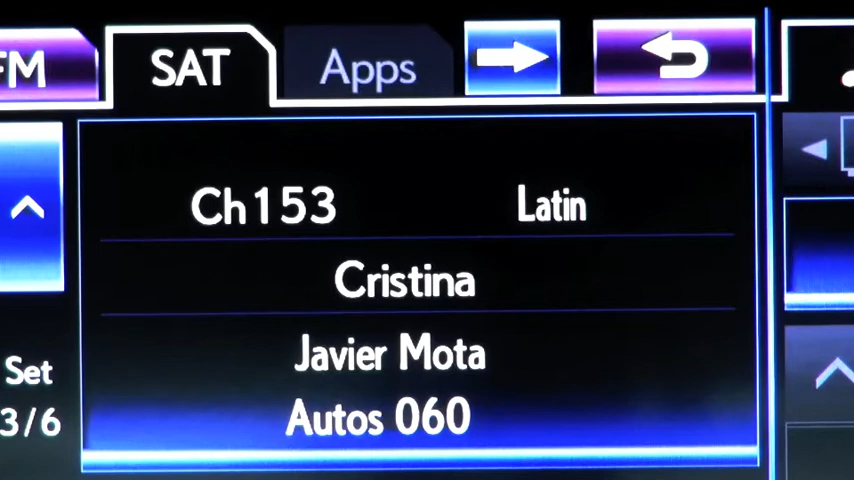 FM SAT Apps
Ch153 Latin
Cristina
Javier Mota
Set
Autos 060
3/6